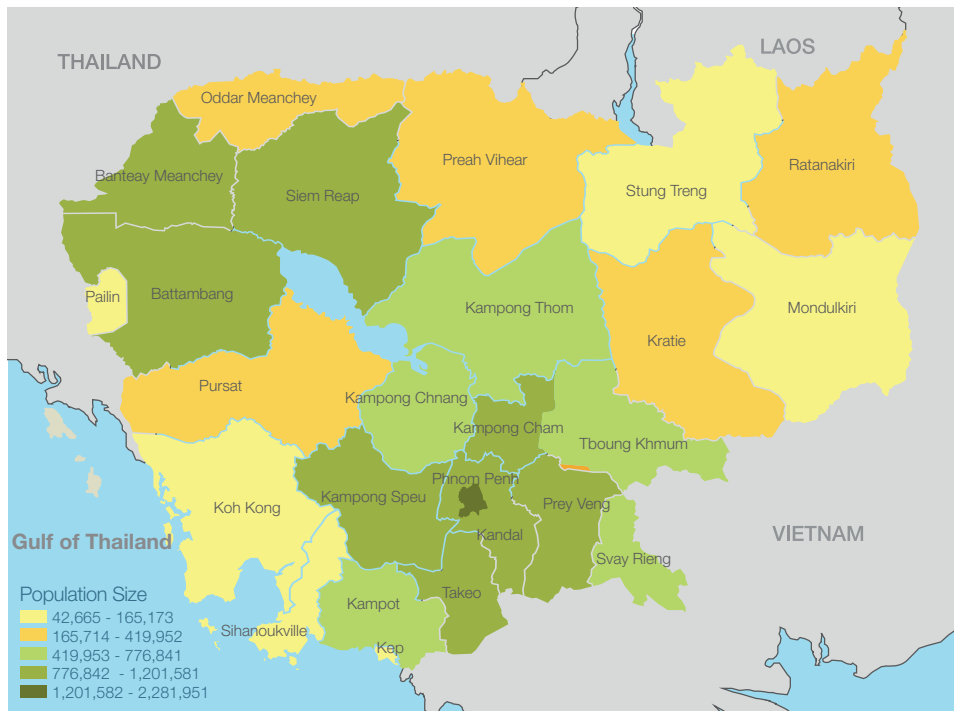 THAILAND
LAOS
Oddar Meanchey
Preah Vihear
Ratanakiri
Banteay Meanchey
Siem Reap
Stung Treng
Pailin
Battambang
Kampong Thom
Mondulkiri
Kratie
Pursat
Kampong Chnang
Kampong Cham
Tboung Khmum
Phnom Penh
Kampong Speu
Prey Veng
Koh Kong
Kandal
VIETNAM
Gulf of Thailand
Svay Rieng
Takeo
Kampot
Sihanoukville
Kep
Population Size
42,665 - 165,173
165,714 - 419,952
419,953 - 776,841
776,842 - 1,201,581
1,201,582 - 2,281,951